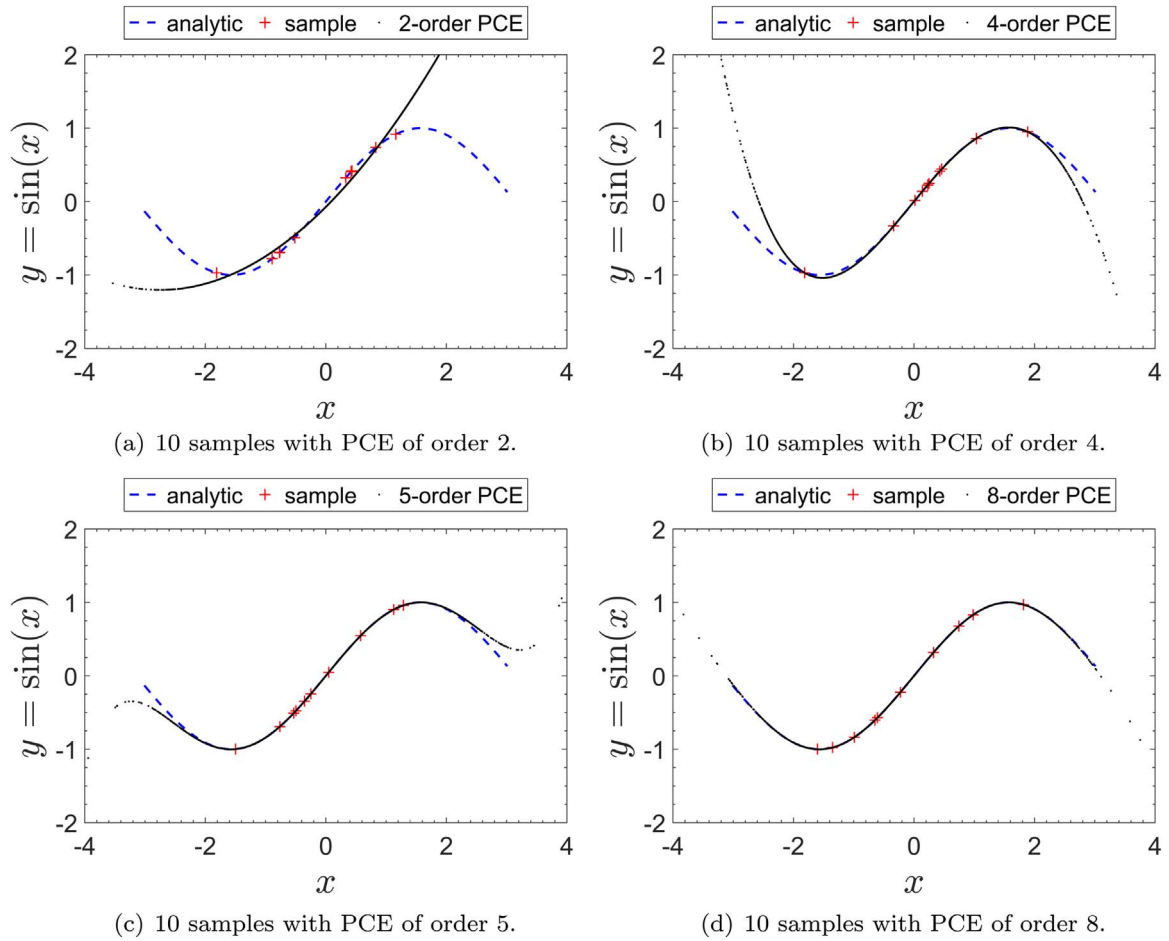 analytic sample 2-order PCE
2
1
0
-1
-2
-4 -2 0 2 4
y = sin(x)
x
(a) 10 samples with PCE of order 2.
analytic sample 4-order PCE
2
1
0
-1
-2
-4 -2 0 2 4
y = sin(x)
x
(b) 10 samples with PCE of order 4.
analytic sample 5-order PCE
2
1
0
-1
-2
-4 -2 0 2 4
y = sin(x)
x
(c) 10 samples with PCE of order 5.
analytic sample 8-order PCE
2
1
0
-1
-2
-4 -2 0 2 4
y = sin(x)
x
(d) 10 samples with PCE of order 8.